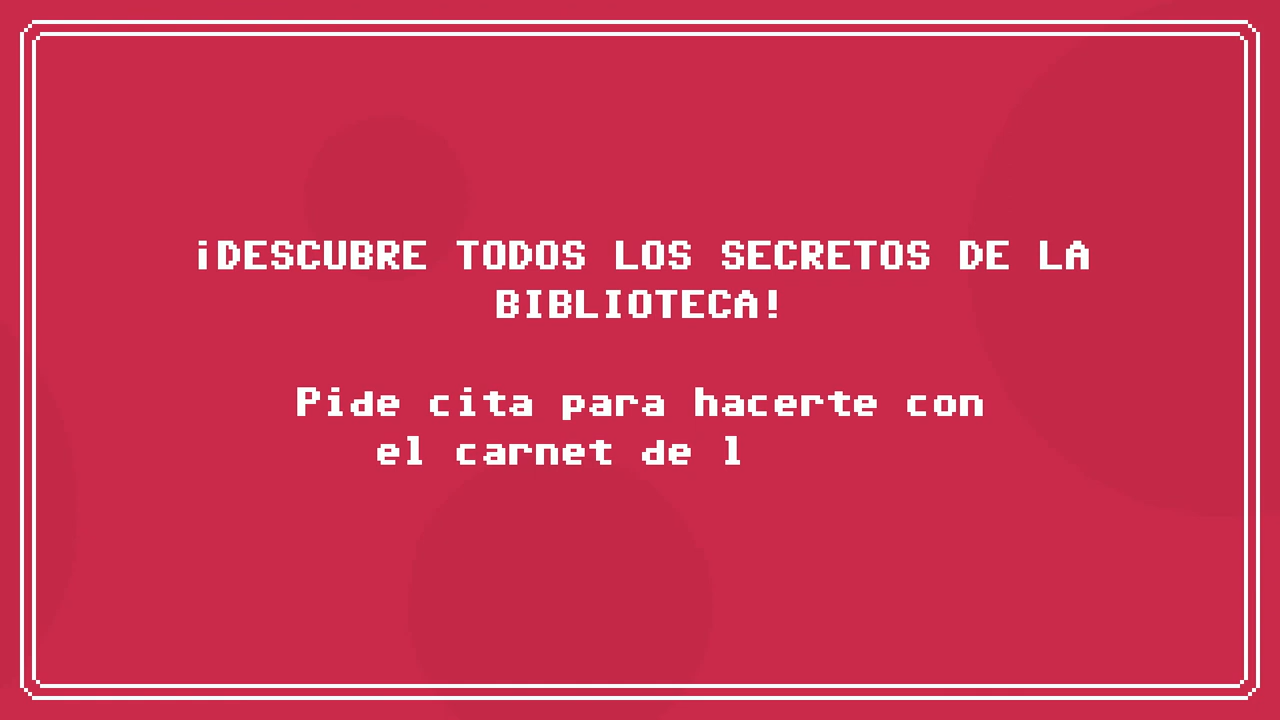 ¡DESCUBRE TODOS LOS SECRETOS DE LA
BIBLIOTECA!
Pide cita para hacerte con
el carnet de l